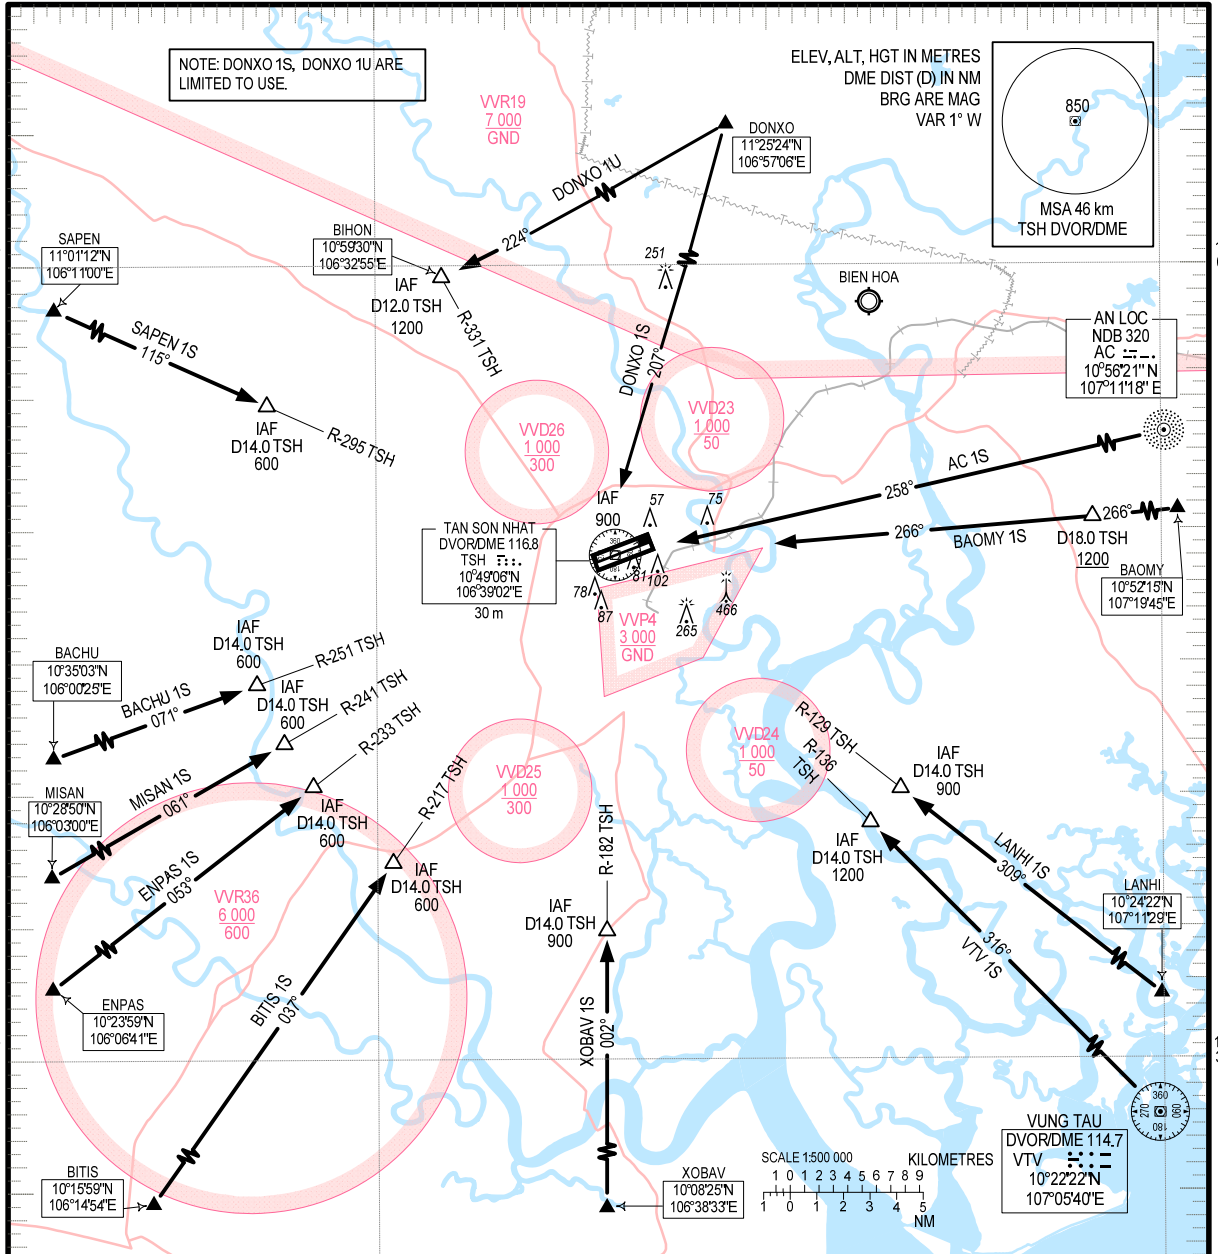 NOTE: DONXO 1S, DONXO 1U ARE
LIMITED TO USE.
VVR19
7 000
GND
ELEV, ALT, HGT IN METRES
DME DIST (D) IN NM
BRG ARE MAG
VAR 1° W
850
MSA 46 km
TSH DVOR/DME
DONXO
11°25'24"N
106°57'06"E
DONXO 1U
224°
BIHON
10°59'30"N
106°32'55"E
IAF
D12.0 TSH
1200
R-331 TSH
SAPEN
11°01'12"N
106°11'00"E
SAPEN 1S
115°
IAF
D14.0 TSH
600
R-295 TSH
251
DONXO 1S
207°
BIEN HOA
AN LOC
NDB 320
AC
10°56'21" N
107°11'18" E
VVD26
1 000
300
VVD23
1 000
50
AC 1S
258°
IAF
900
57
75
266°
BAOMY 1S
266°
D18.0 TSH
1200
BAOMY
10°52'15"N
107°19'45"E
TAN SON NHAT
DVOR/DME 116.8
TSH
10°49'06"N
106°39'02"E
30 m
360
180
81
102
78
87
VVP4
3 000
GND
265
466
IAF
D14.0 TSH
600
R-251 TSH
BACHU
10°35'03"N
106°00'25"E
BACHU 1S
071°
IAF
D14.0 TSH
600
R-241 TSH
MISAN
10°28'50"N
106°03'00"E
MISAN 1S
061°
R-233 TSH
IAF
D14.0 TSH
600
ENPAS 1S
053°
R-217 TSH
IAF
D14.0 TSH
600
VVD25
1 000
300
VVD24
1 000
50
R-129 TSH
R-136
TSH
IAF
D14.0 TSH
900
IAF
D14.0 TSH
1200
LANHI 1S
309°
LANHI
10°24'22"N
107°11'29"E
316°
VTV 1S
VVR36
6 000
600
ENPAS
10°23'59"N
106°06'41"E
BITIS 1S
037°
BITIS
10°15'59"N
106°14'54"E
R-182 TSH
IAF
D14.0 TSH
900
XOBAV 1S
002°
XOBAV
10°08'25"N
106°38'33"E
360
090
180
270
VUNG TAU
DVOR/DME 114.7
VTV
10°22'22"N
107°05'40"E
SCALE 1:500 000
KILOMETRES
1 0 1 2 3 4 5 6 7 8 9
1 0 1 2 3 4 5
NM